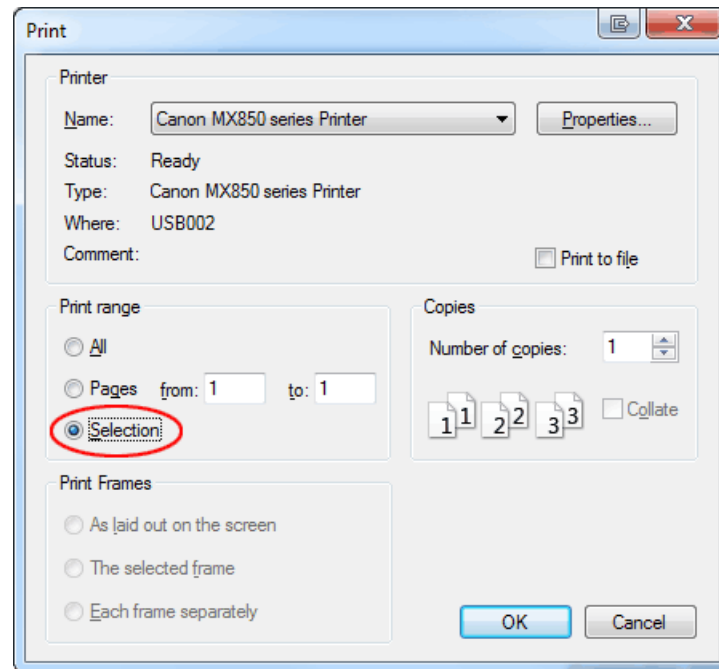 Print
Printer
Name: Canon MX850 series Printer Properties...
Status: Ready
Type: Canon MX850 series Printer
Where: USB002
Comment: Print to file
Print range
All
Pages from: 1 to: 1
Selection
Copies
Number of copies: 1
1 1 2 2 3 3 Collate
Print Frames
As laid out on the screen
The selected frame
Each frame separately
OK Cancel